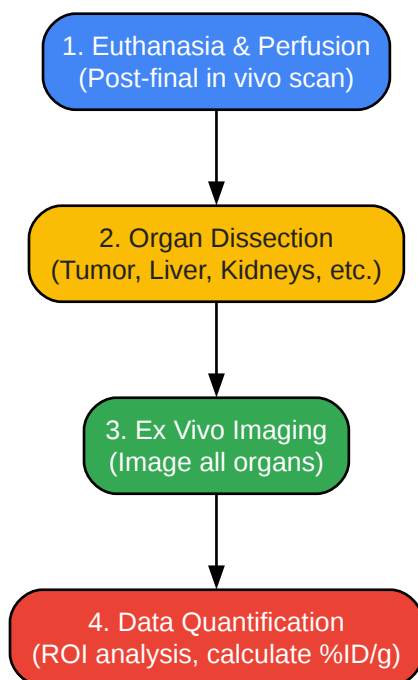 1. Euthanasia & Perfusion
(Post-final in vivo scan)
2. Organ Dissection
(Tumor, Liver, Kidneys, etc.)
3. Ex Vivo Imaging
(Image all organs)
4. Data Quantification
(ROI analysis, calculate %ID/g)